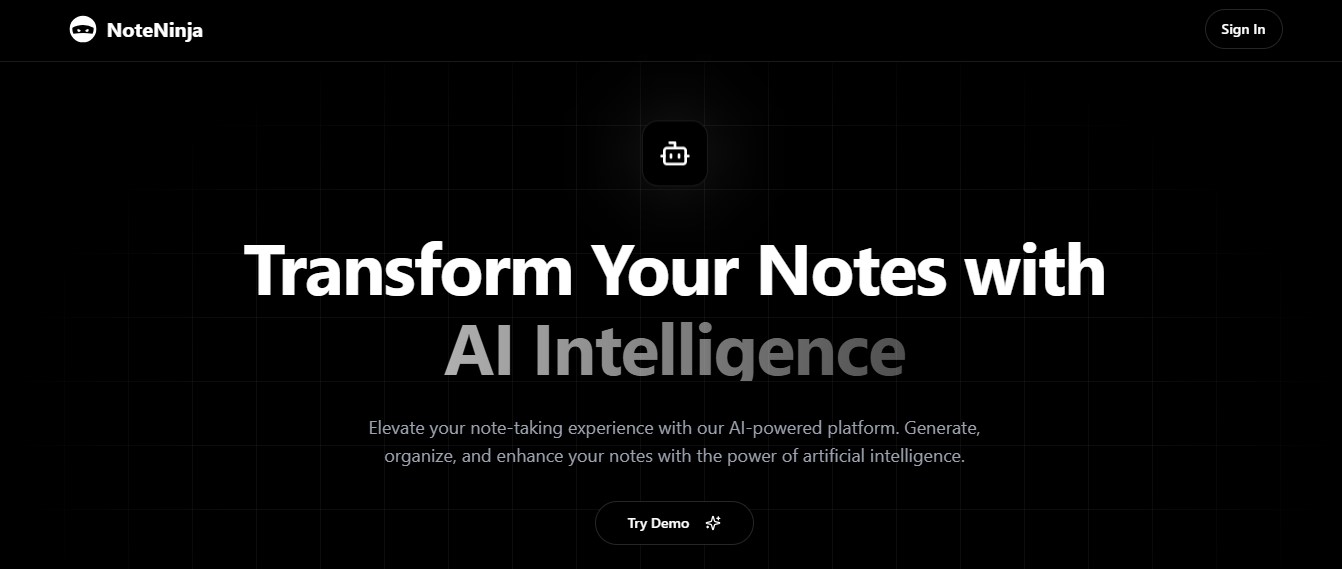 NoteNinja
Sign In
Transform Your Notes with
AI Intelligence
Elevate your note-taking experience with our AI-powered platform. Generate,
organize, and enhance your notes with the power of artificial intelligence.
Try Demo